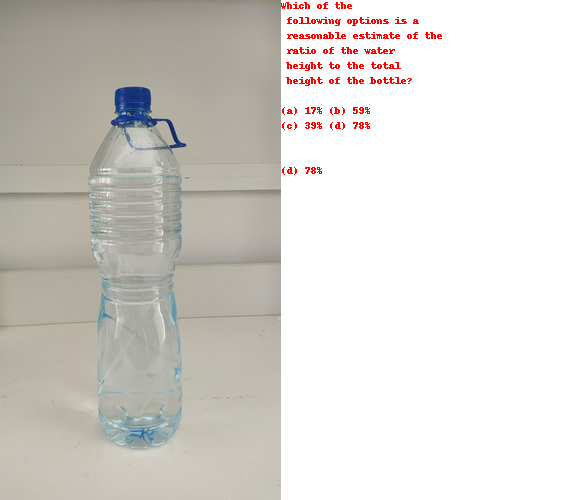 Which of the
following options is a
reasonable estimate of the
ratio of the water
height to the total
height of the bottle?
(a) 17% (b) 59%
(c) 39% (d) 78%
(d) 78%